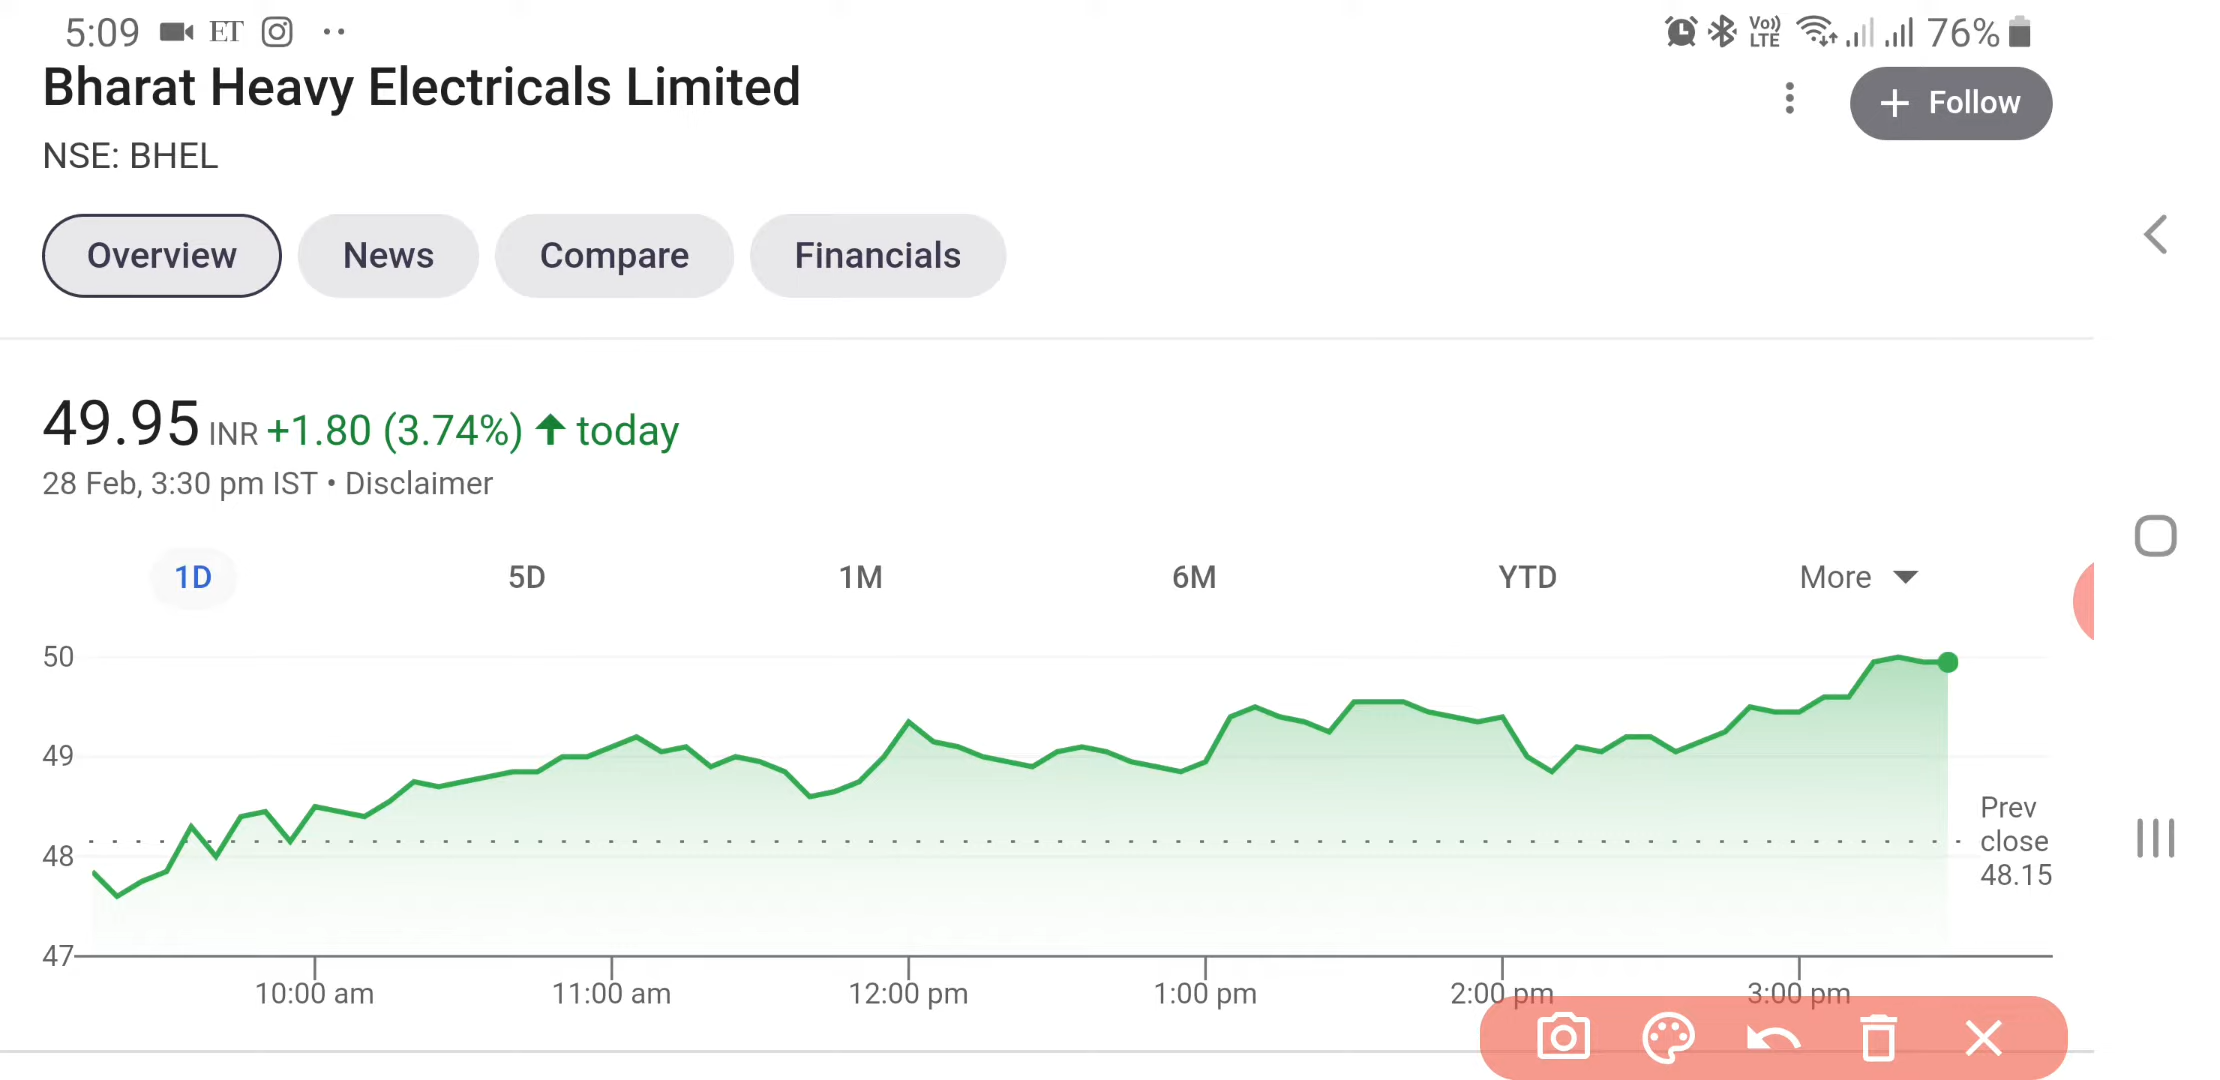 5:09 ET Vo)) LTE 76%
Bharat Heavy Electricals Limited
+ Follow
NSE: BHEL
Overview News Compare Financials
49.95 INR +1.80 (3.74%) ↑ today
28 Feb, 3:30 pm IST • Disclaimer
1D 5D 1M 6M YTD More
50
49
48
47
Prev
close
48.15
10:00 am 11:00 am 12:00 pm 1:00 pm 2:00 pm 3:00 pm